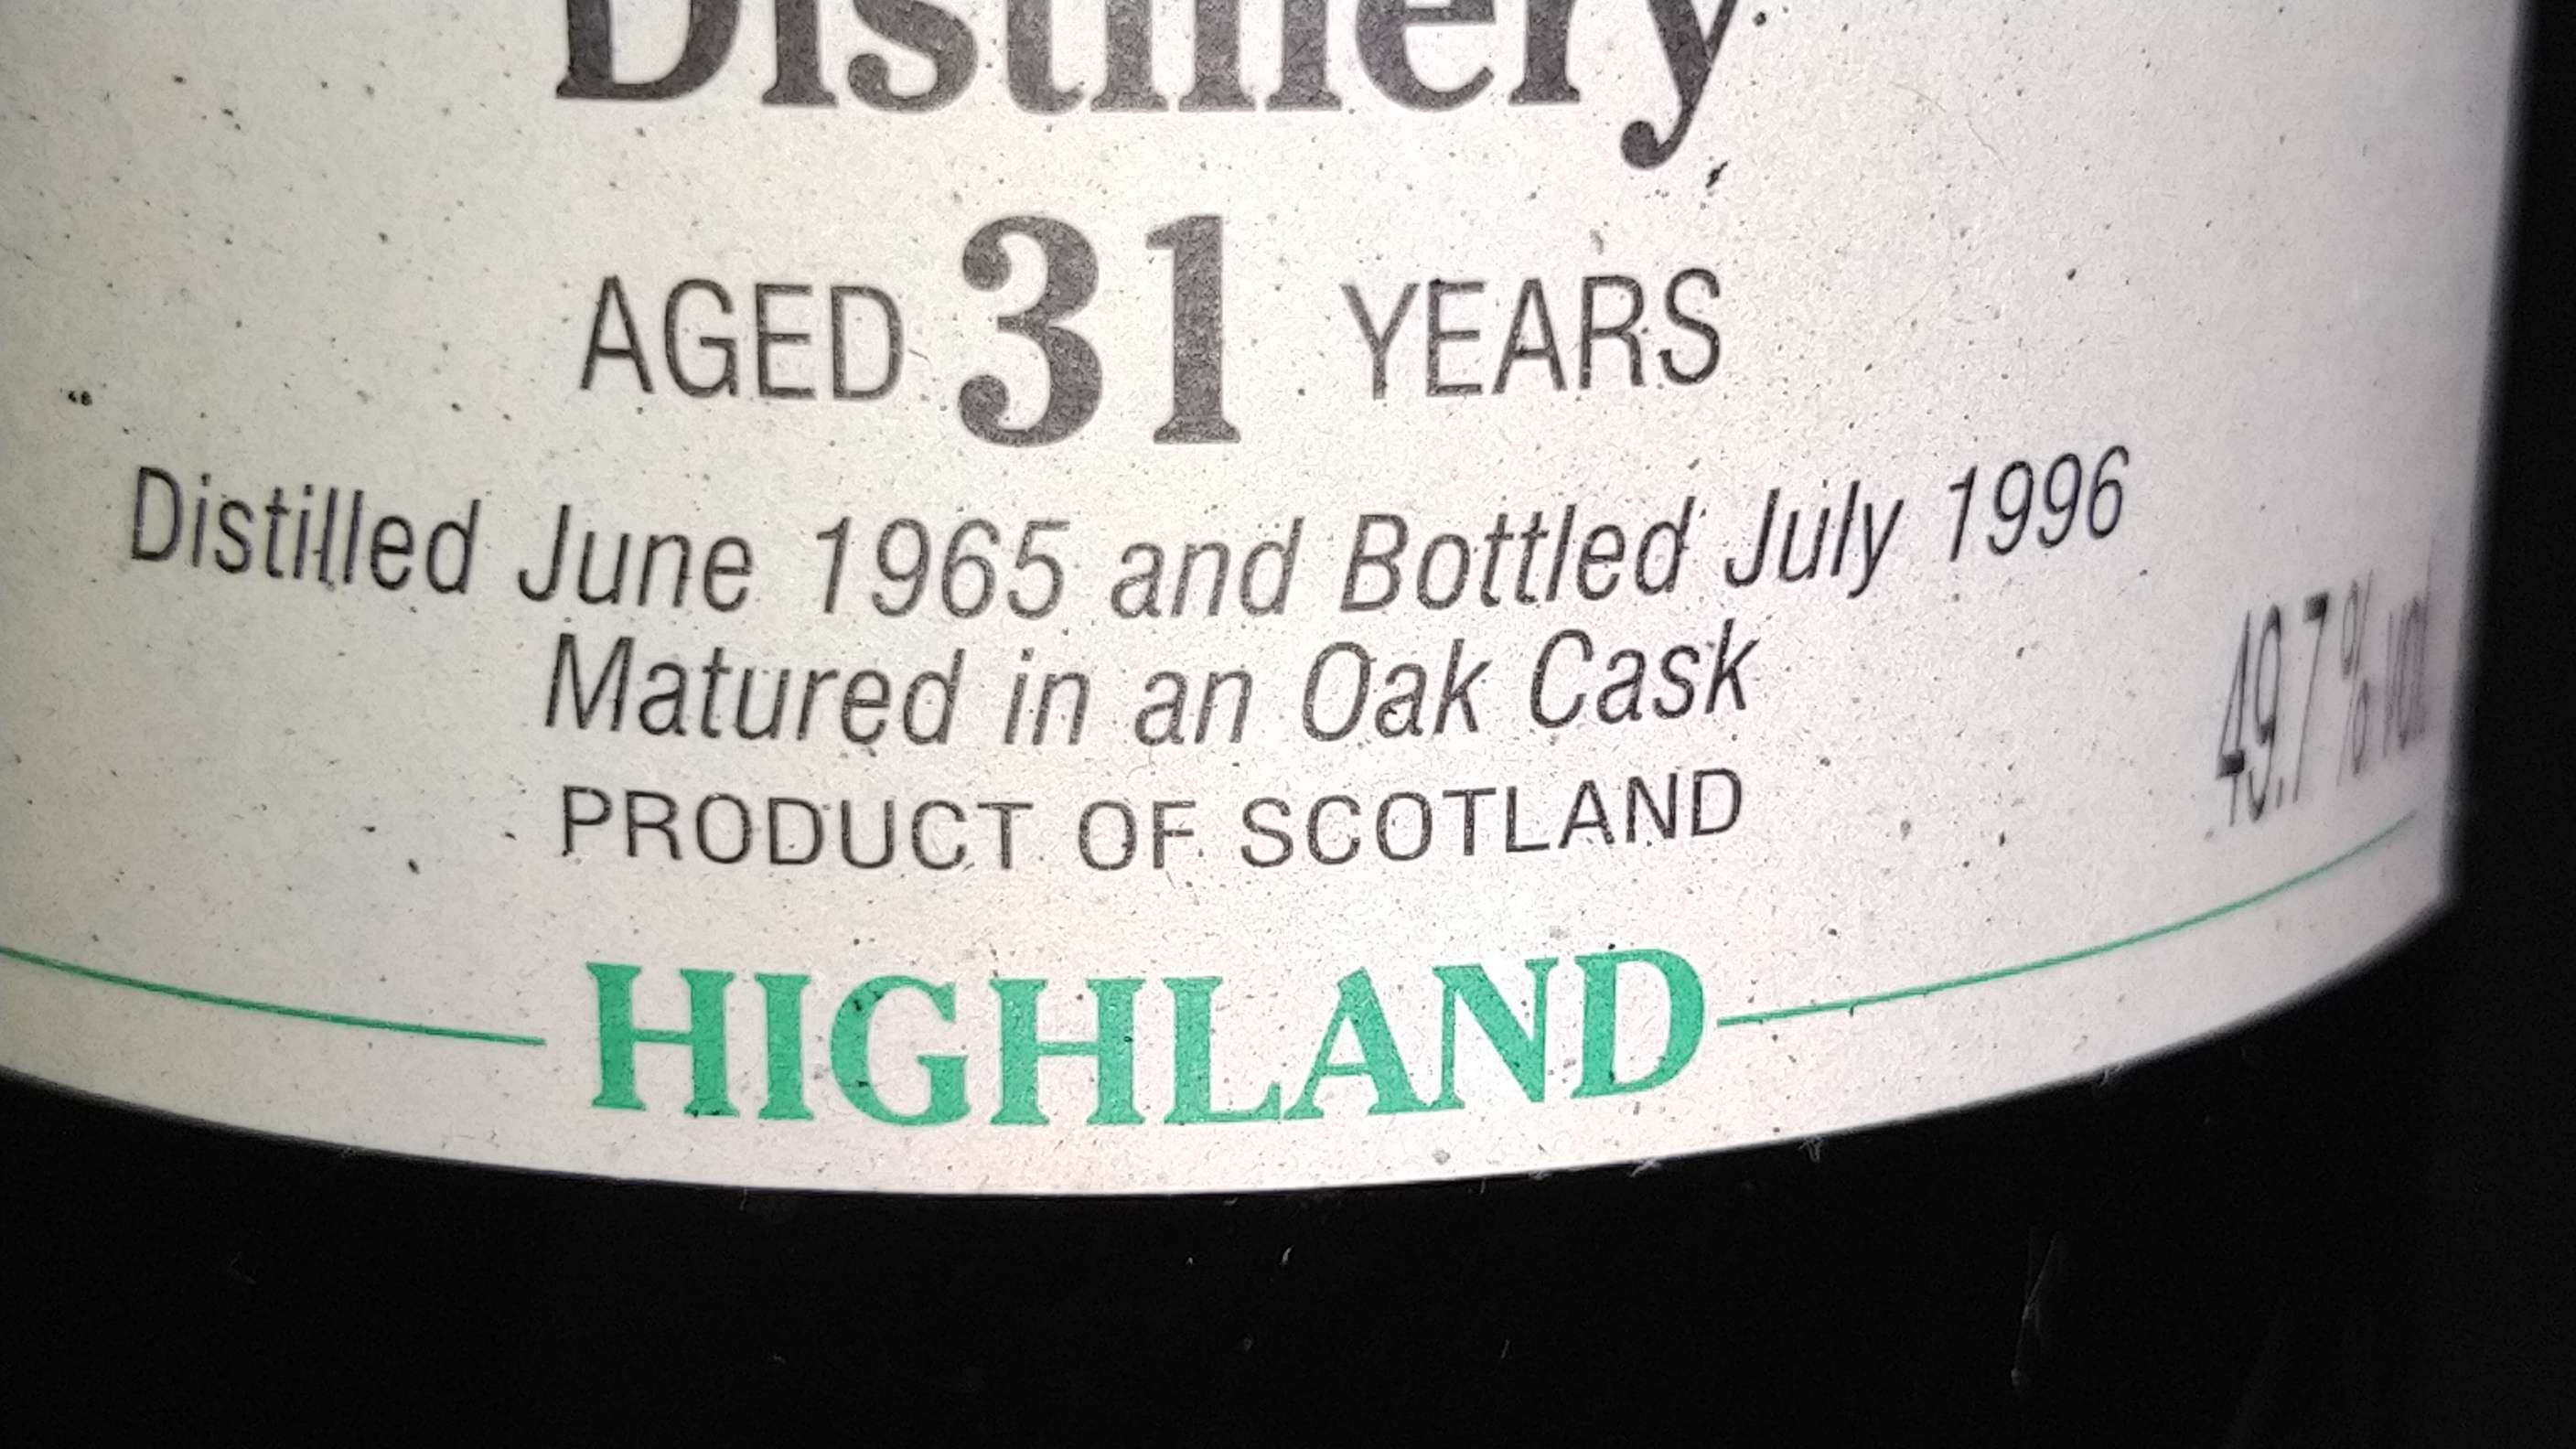 Distillery
AGED 31 YEARS
Distilled June 1965 and Bottled July 1996
Matured in an Oak Cask
49.7% vol
PRODUCT OF SCOTLAND
HIGHLAND